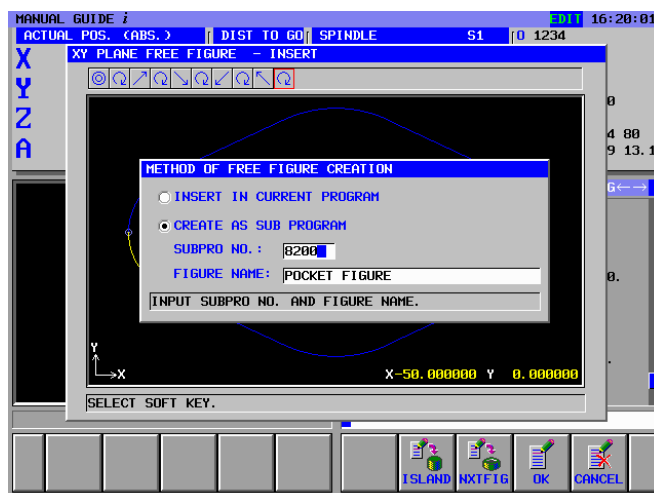 MANUAL GUIDE i EDIT 16:20:01
ACTUAL POS. (ABS.) DIST TO GO SPINDLE S1 O 1234
XY PLANE FREE FIGURE - INSERT
X
Y
Z
A
0
4 80
9 13.1
METHOD OF FREE FIGURE CREATION
INSERT IN CURRENT PROGRAM
CREATE AS SUB PROGRAM
SUBPRO NO.: 8200
FIGURE NAME: POCKET FIGURE
INPUT SUBPRO NO. AND FIGURE NAME.
G←→
0.
.
Y
X
X-50.000000 Y 0.000000
SELECT SOFT KEY.
ISLAND NXTFIG OK CANCEL